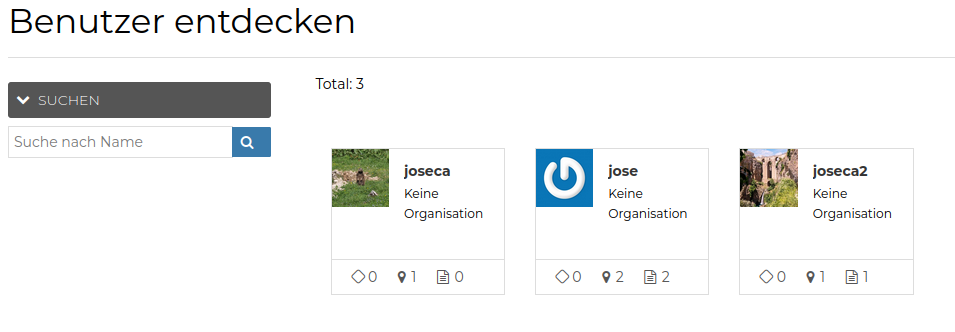 Benutzer entdecken
SUCHEN
Suche nach Name
Total: 3
joseca
Keine
Organisation
0 1 0
jose
Keine
Organisation
0 2 2
joseca2
Keine
Organisation
0 1 1